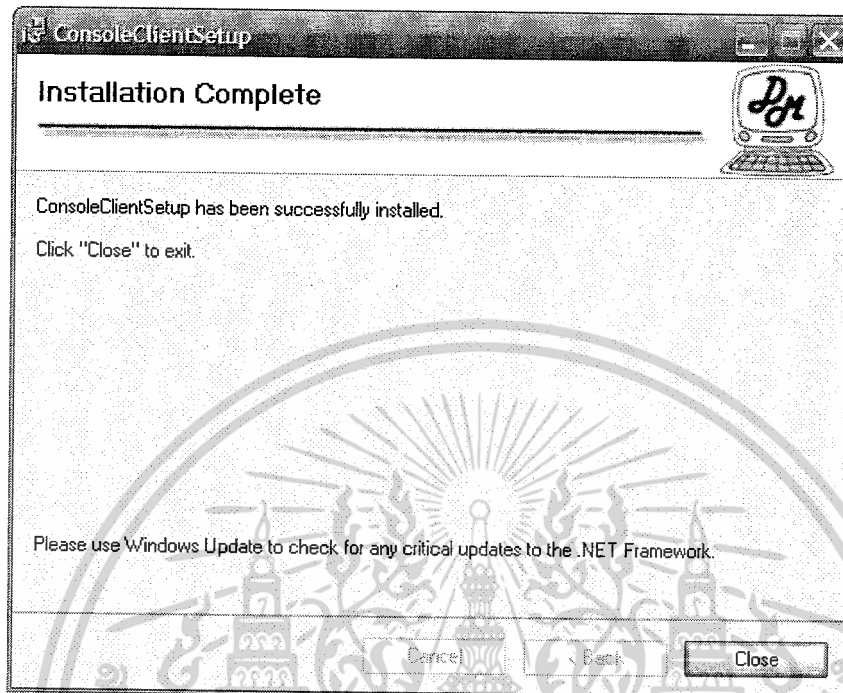 ConsoleClientSetup
Installation Complete
DM
ConsoleClientSetup has been successfully installed.
Click "Close" to exit.
Please use Windows Update to check for any critical updates to the .NET Framework.
Cancel
< Back
Close